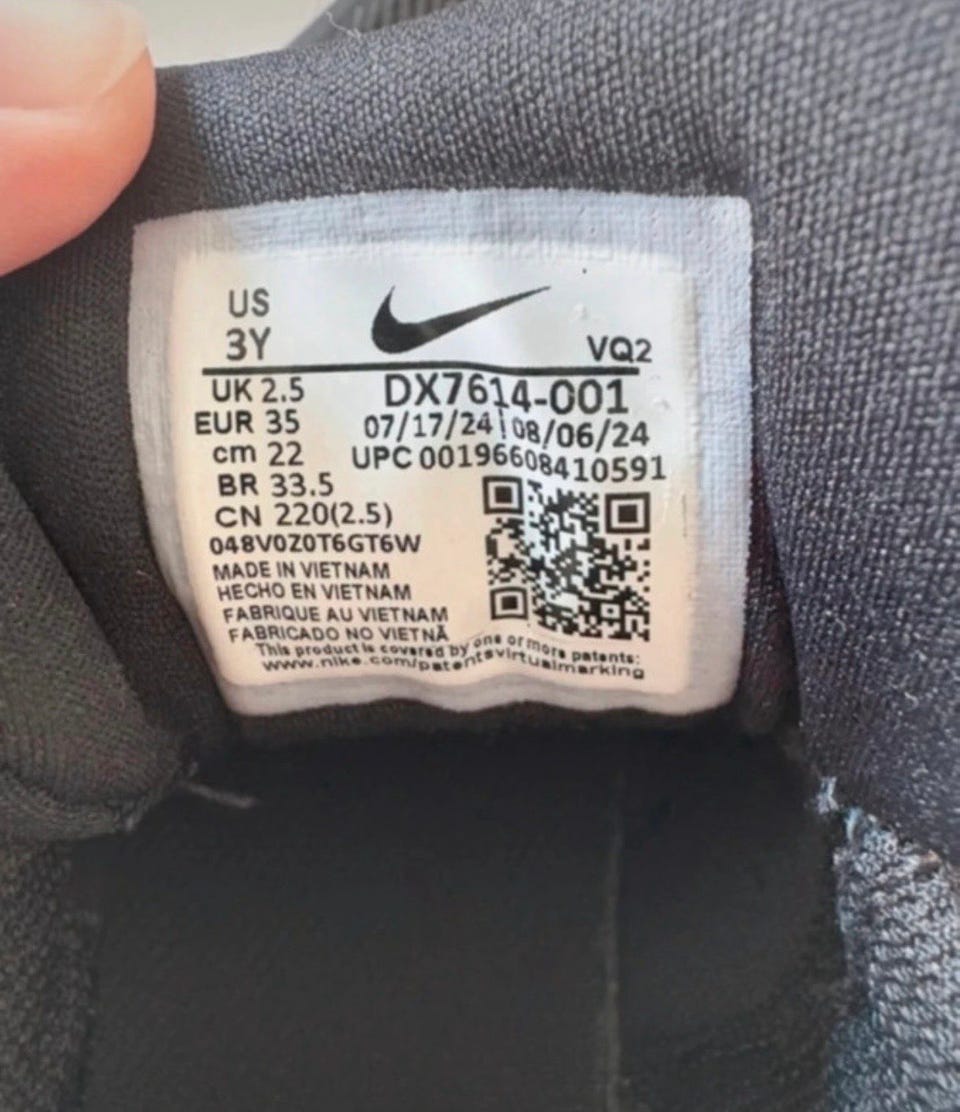 US
3Y
VQ2
UK 2.5
DX7614-001
EUR 35
07/17/24 | 08/06/24
cm 22
UPC 00196608410591
BR 33.5
CN 220(2.5)
048V0Z0T6GT6W
MADE IN VIETNAM
HECHO EN VIETNAM
FABRIQUE AU VIETNAM
FABRICADO NO VIETNÃ
This product is covered by one or more patents:
www.nike.com/patentsvirtualmarking